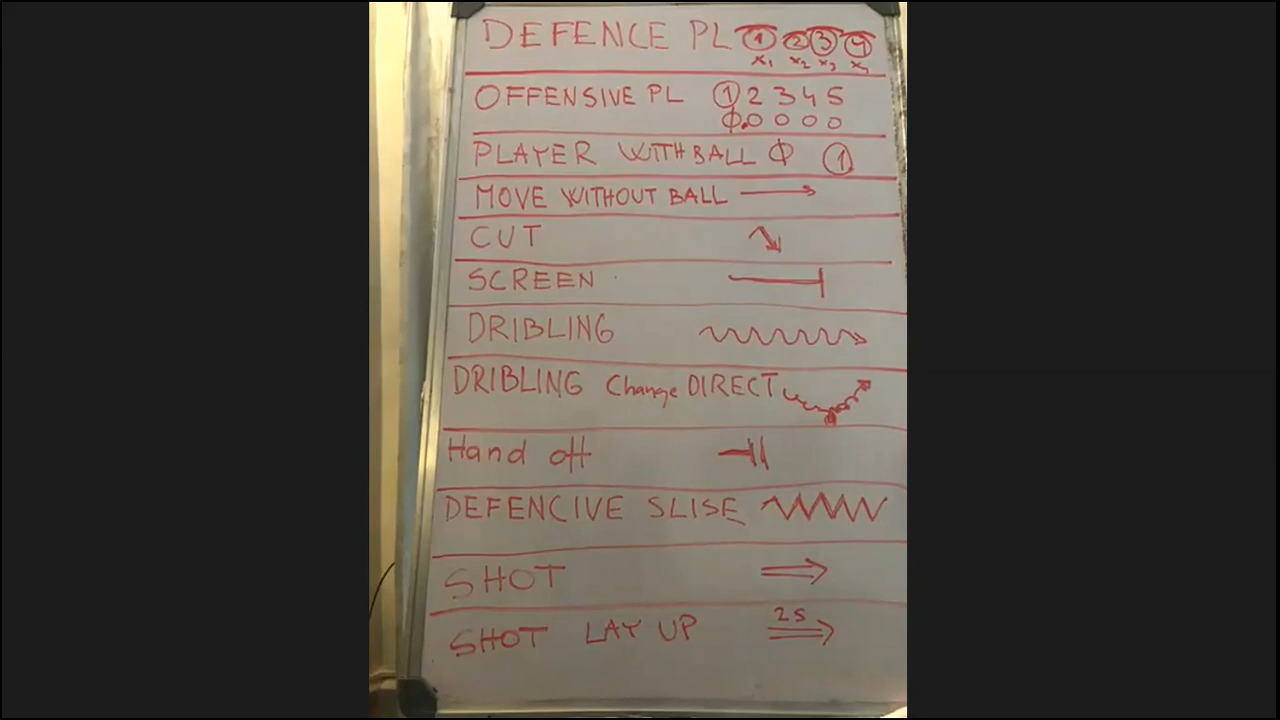 DEFENCE PL 1 2 3 4
x1 x2 x3 x4
OFFENSIVE PL 1 2 3 4 5
Φ. O O O O
PLAYER WITH BALL Φ 1
MOVE WITHOUT BALL
CUT
SCREEN
DRIBLING
DRIBLING Change DIRECT
Hand off
DEFENCIVE SLISE
SHOT
2S
SHOT LAY UP